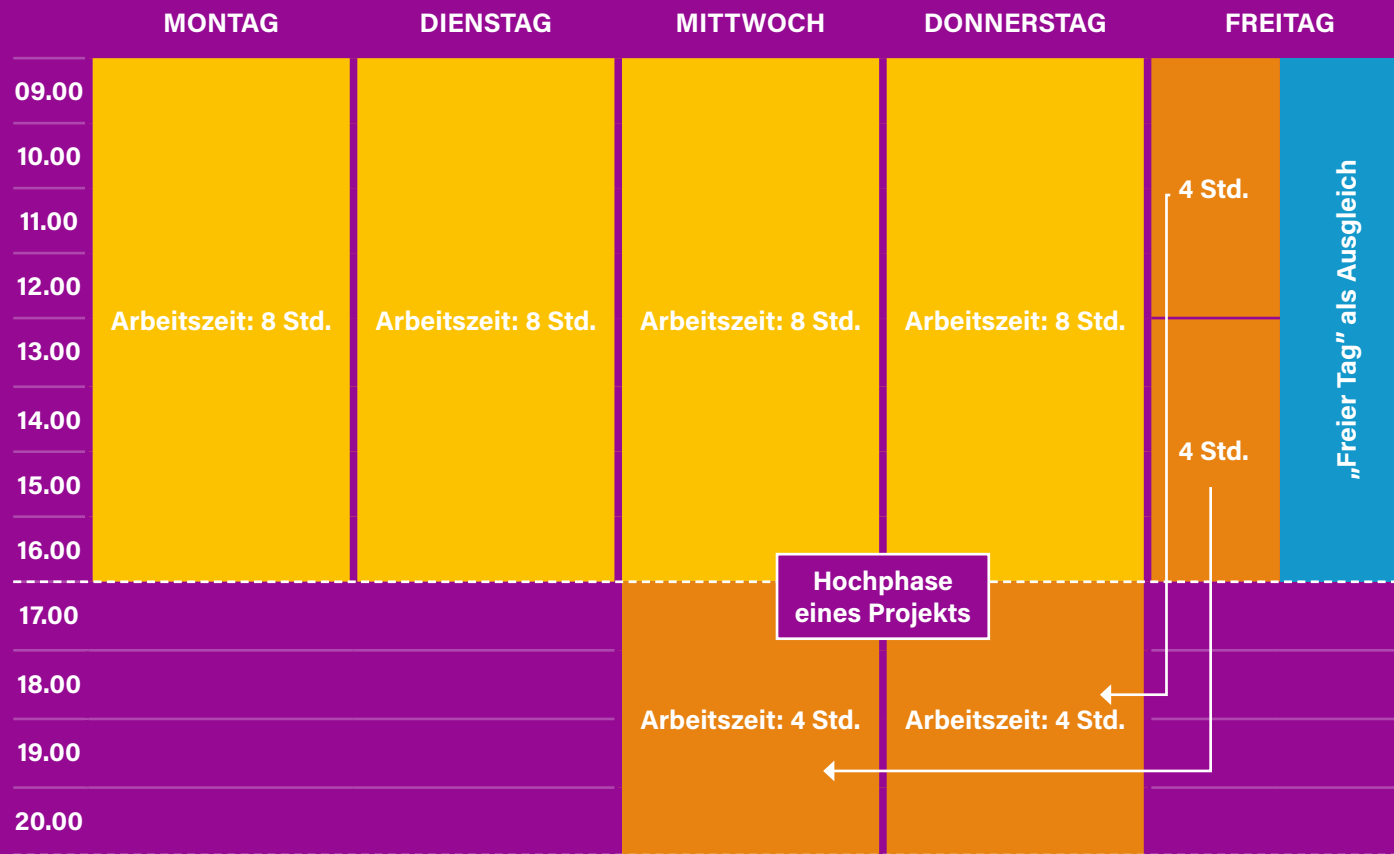 MONTAG
DIENSTAG
MITTWOCH
DONNERSTAG
FREITAG
09.00
10.00
11.00
12.00
13.00
14.00
15.00
16.00
17.00
18.00
19.00
20.00
Arbeitszeit: 8 Std.
Arbeitszeit: 8 Std.
Arbeitszeit: 8 Std.
Arbeitszeit: 8 Std.
4 Std.
4 Std.
„Freier Tag” als Ausgleich
Hochphase
eines Projekts
Arbeitszeit: 4 Std.
Arbeitszeit: 4 Std.